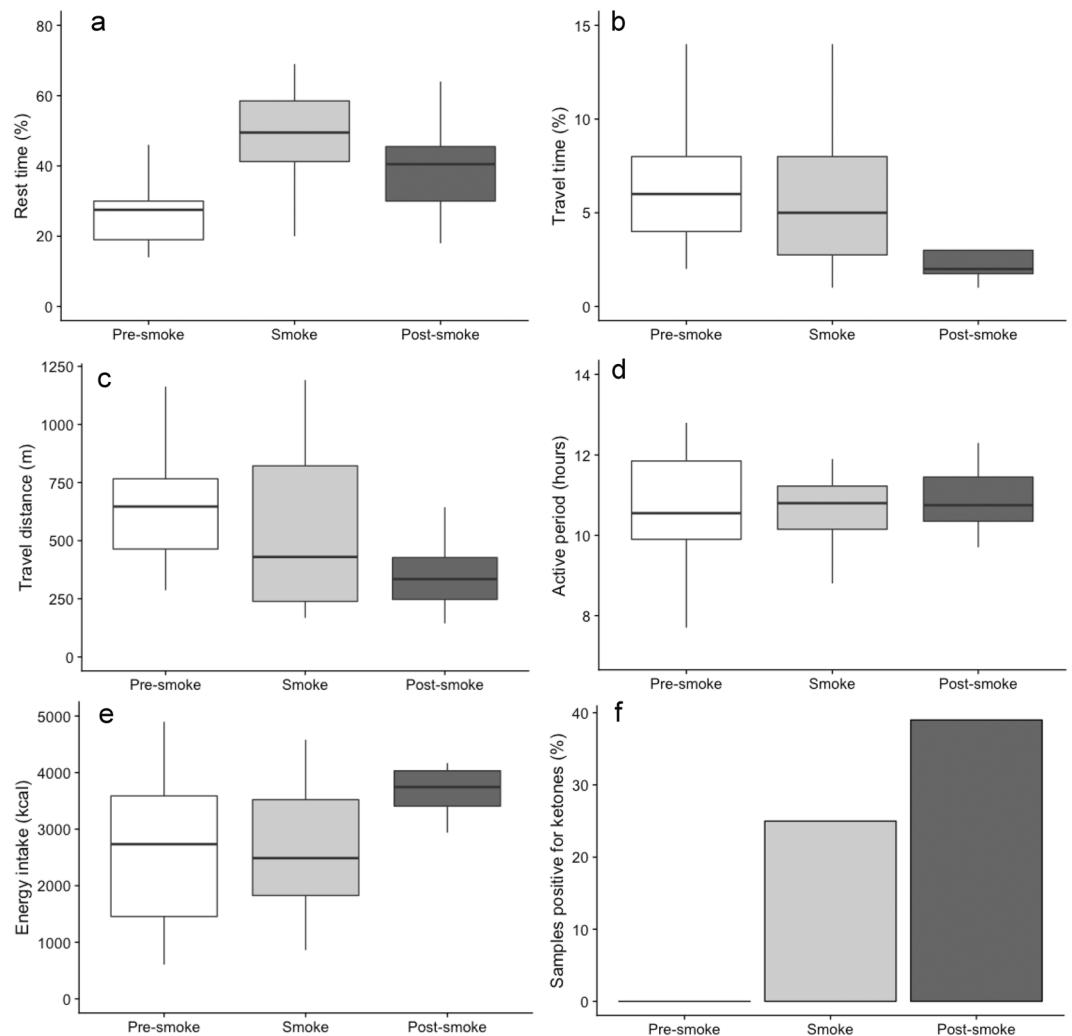 a
Rest time (%)
80
60
40
20
0
Pre-smoke Smoke Post-smoke
b
Travel time (%)
15
10
5
0
Pre-smoke Smoke Post-smoke
c
Travel distance (m)
1250
1000
750
500
250
0
Pre-smoke Smoke Post-smoke
d
Active period (hours)
14
12
10
8
Pre-smoke Smoke Post-smoke
e
Energy intake (kcal)
5000
4000
3000
2000
1000
0
Pre-smoke Smoke Post-smoke
f
Samples positive for ketones (%)
40
30
20
10
0
Pre-smoke Smoke Post-smoke